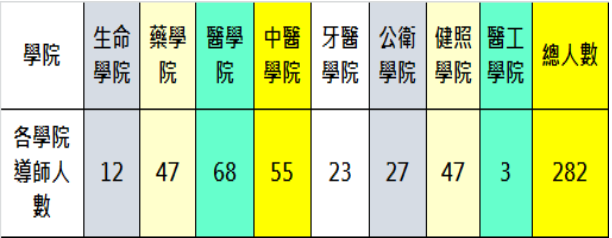 學院 生命學院 藥學院 醫學院 中醫學院 牙醫學院 公衛學院 健照學院 醫工學院 總人數
各學院導師人數 12 47 68 55 23 27 47 3 282